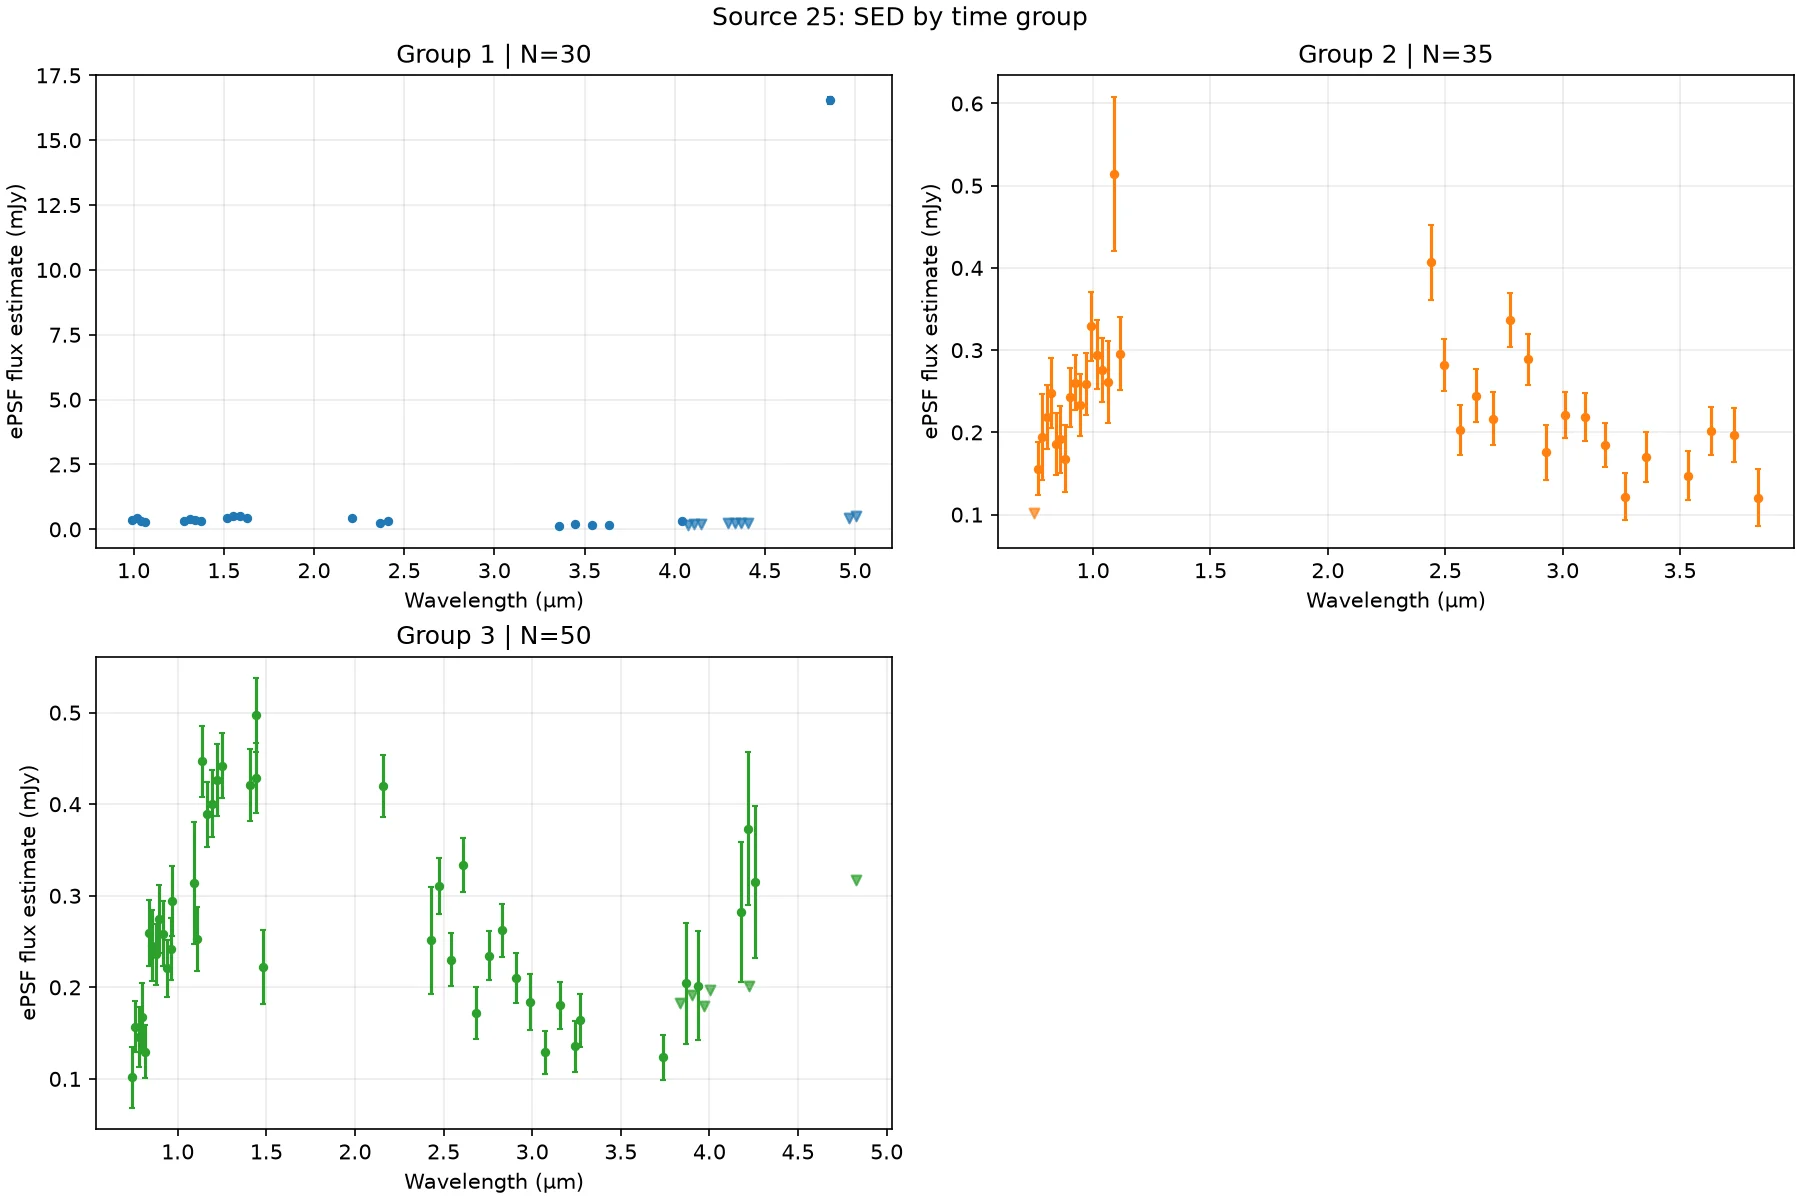 Source 25: SED by time group
Group 1 | N=30
17.5
15.0
12.5
10.0
7.5
5.0
2.5
0.0
ePSF flux estimate (mJy)
1.0 1.5 2.0 2.5 3.0 3.5 4.0 4.5 5.0
Wavelength (μm)
Group 2 | N=35
0.6
0.5
0.4
0.3
0.2
0.1
ePSF flux estimate (mJy)
1.0 1.5 2.0 2.5 3.0 3.5
Wavelength (μm)
Group 3 | N=50
0.5
0.4
0.3
0.2
0.1
ePSF flux estimate (mJy)
1.0 1.5 2.0 2.5 3.0 3.5 4.0 4.5 5.0
Wavelength (μm)